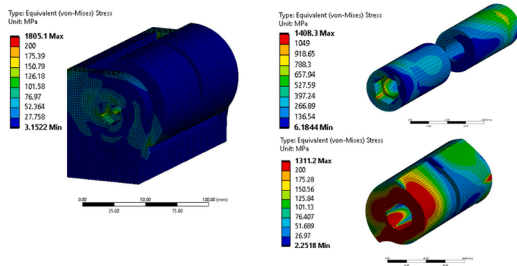 Type: Equivalent (von-Mises) Stress
Unit: MPa
1805.1 Max
200
175.39
150.79
126.18
101.58
76.97
52.364
27.758
3.1522 Min
0.00
50.00
100.00 (mm)
25.00
75.00
Type: Equivalent (von-Mises) Stress
Unit: MPa
1408.3 Max
1049
918.65
788.3
657.94
527.59
397.24
266.89
136.54
6.1844 Min
Type: Equivalent (von-Mises) Stress
Unit: MPa
1311.2 Max
200
175.28
150.56
125.84
101.13
76.407
51.689
26.97
2.2518 Min